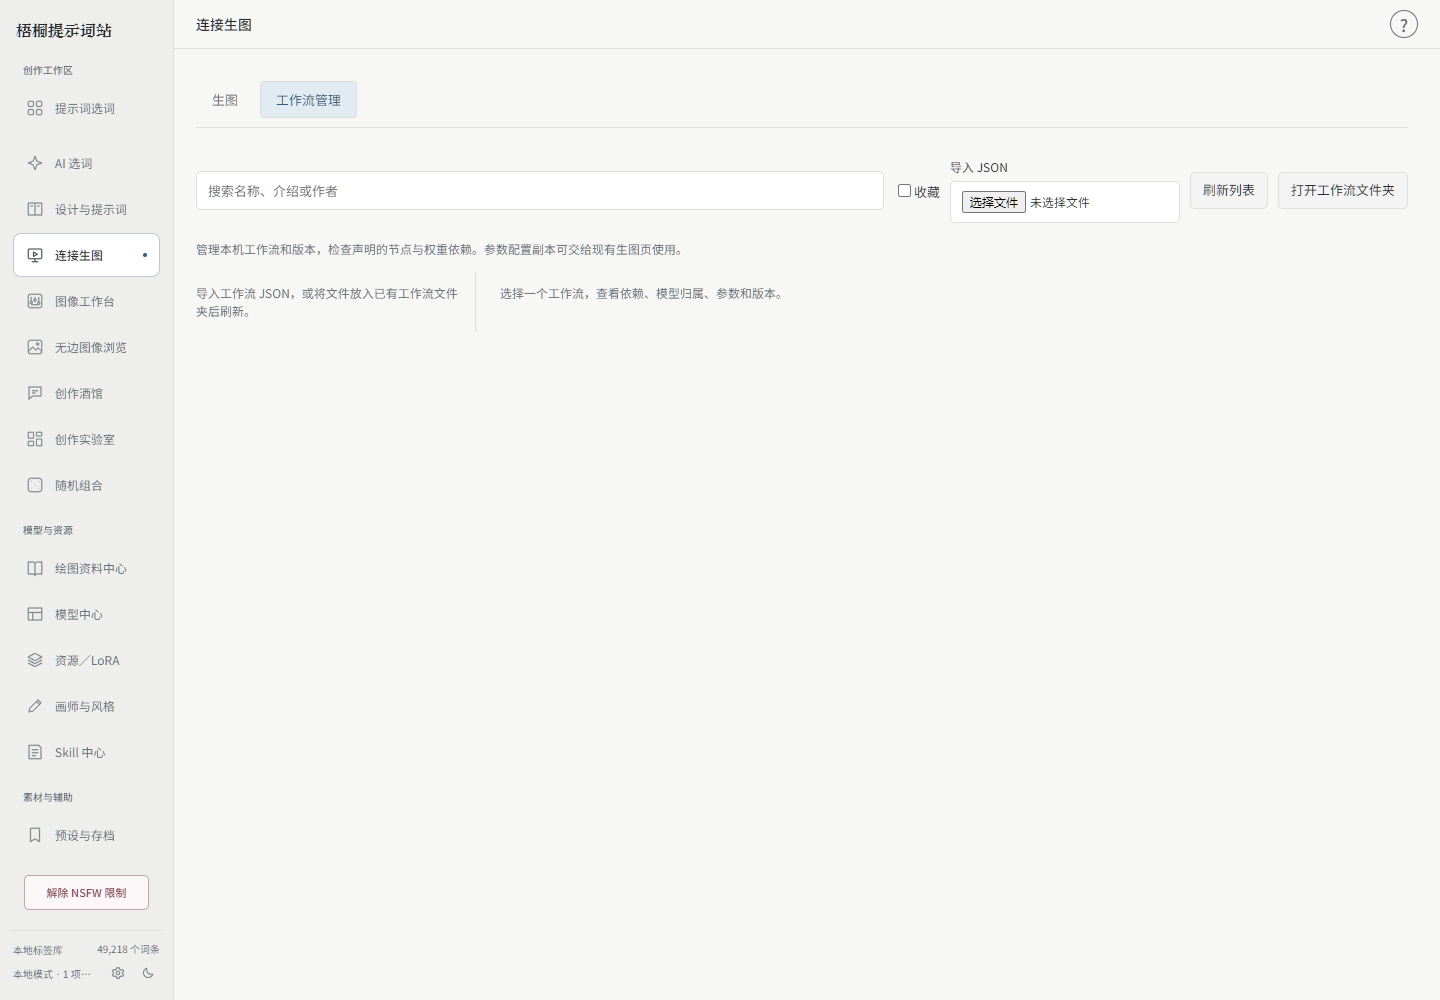 梧桐提示词站
创作工作区
提示词选词
AI 选词
设计与提示词
连接生图
图像工作台
无边图像浏览
创作酒馆
创作实验室
随机组合
模型与资源
绘图资料中心
模型中心
资源／LoRA
画师与风格
Skill 中心
素材与辅助
预设与存档
解除 NSFW 限制
本地标签库 49,218 个词条
本地模式 · 1 项…
连接生图
?
生图 工作流管理
搜索名称、介绍或作者
收藏
导入 JSON
选择文件 未选择文件
刷新列表
打开工作流文件夹
管理本机工作流和版本，检查声明的节点与权重依赖。参数配置副本可交给现有生图页使用。
导入工作流 JSON，或将文件放入已有工作流文件
夹后刷新。
选择一个工作流，查看依赖、模型归属、参数和版本。